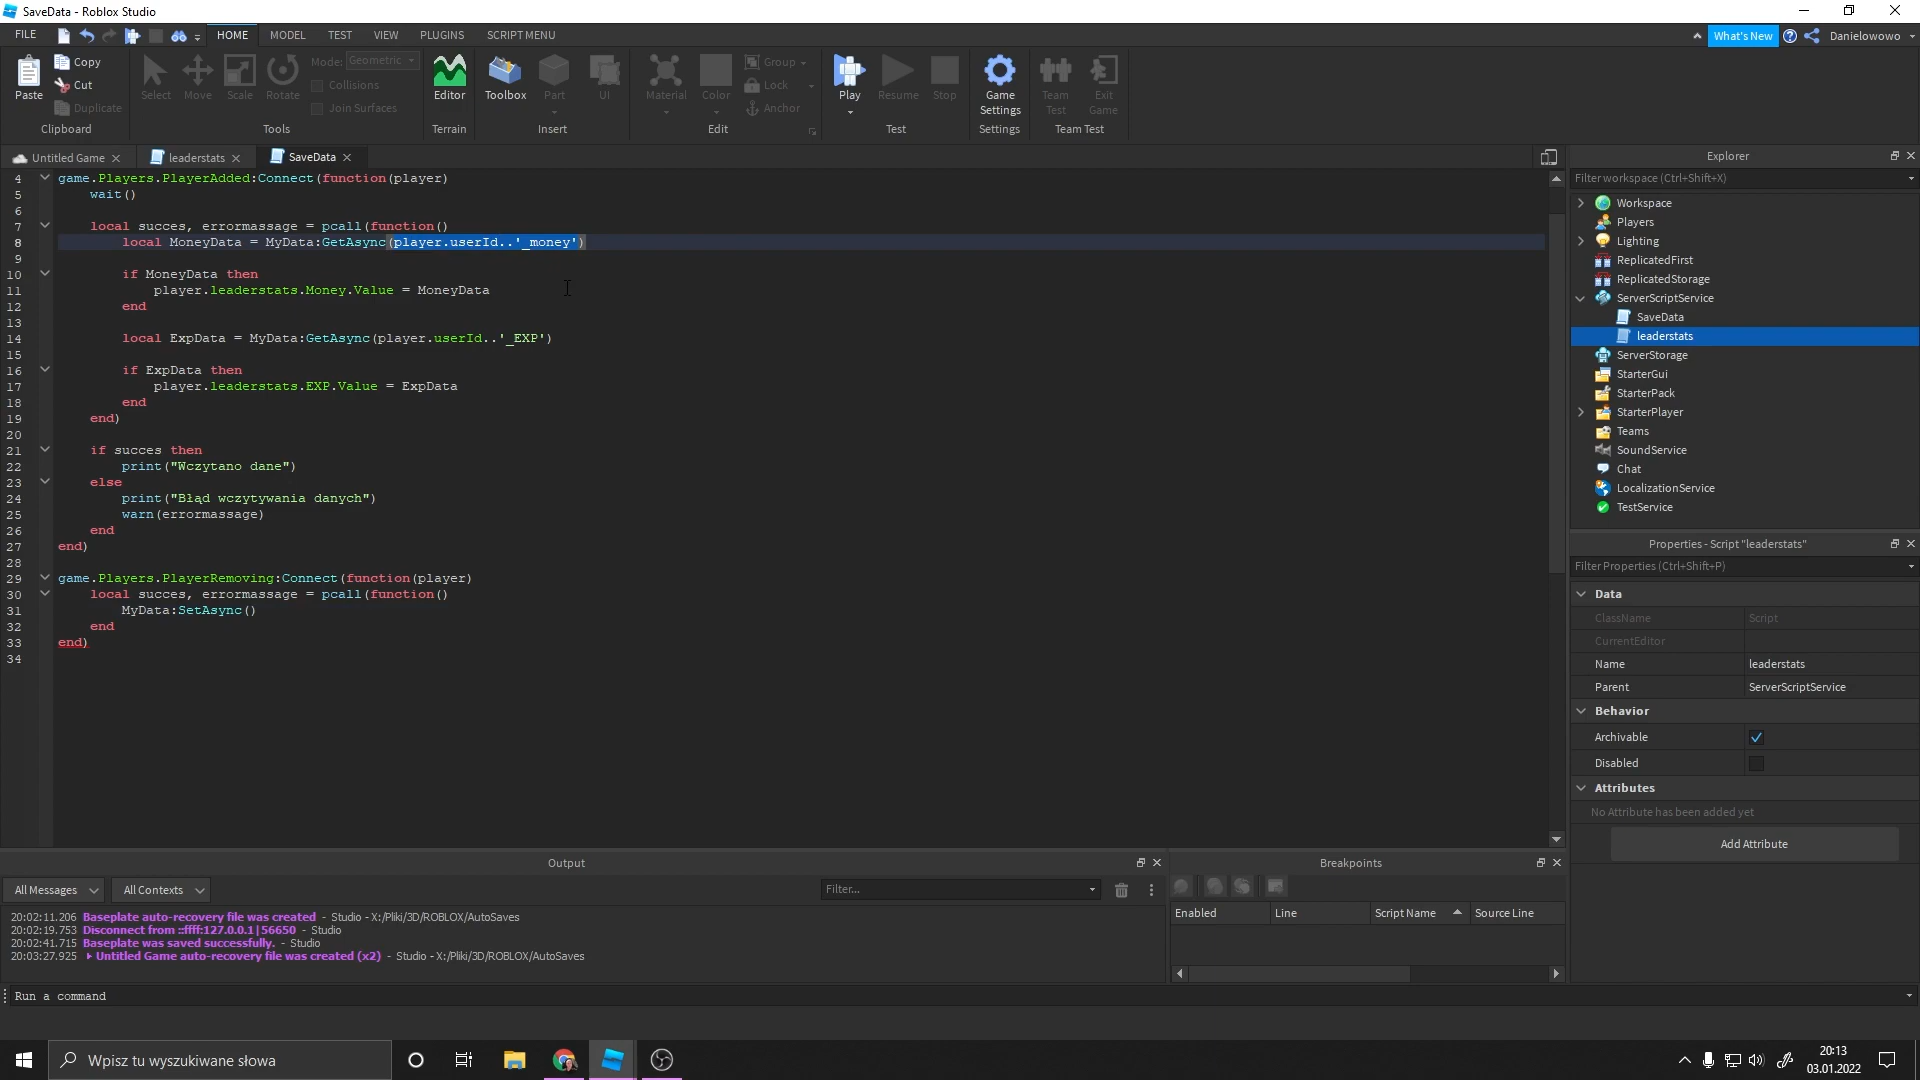 SaveData - Roblox Studio
FILE
HOME
MODEL
TEST
VIEW
PLUGINS
SCRIPT MENU
What's New
Danielowowo
Paste
Copy
Cut
Duplicate
Clipboard
Select
Move
Scale
Rotate
Mode: Geometric
Collisions
Join Surfaces
Tools
Editor
Terrain
Toolbox
Part
UI
Insert
Material
Color
Group
Lock
Anchor
Edit
Play
Resume
Stop
Test
Game Settings
Settings
Team Test
Exit Game
Team Test
Untitled Game
leaderstats
SaveData
4 game.Players.PlayerAdded:Connect(function(player)
5 wait()
6
7 local succes, errormassage = pcall(function()
8 local MoneyData = MyData:GetAsync(player.userId..'_money')
9
10 if MoneyData then
11 player.leaderstats.Money.Value = MoneyData
12 end
13
14 local ExpData = MyData:GetAsync(player.userId..'_EXP')
15
16 if ExpData then
17 player.leaderstats.EXP.Value = ExpData
18 end
19 end)
20
21 if succes then
22 print("Wczytano dane")
23 else
24 print("Błąd wczytywania danych")
25 warn(errormassage)
26 end
27 end)
28
29 game.Players.PlayerRemoving:Connect(function(player)
30 local succes, errormassage = pcall(function()
31 MyData:SetAsync()
32 end
33 end)
34
Explorer
Filter workspace (Ctrl+Shift+X)
Workspace
Players
Lighting
ReplicatedFirst
ReplicatedStorage
ServerScriptService
SaveData
leaderstats
ServerStorage
StarterGui
StarterPack
StarterPlayer
Teams
SoundService
Chat
LocalizationService
TestService
Properties - Script "leaderstats"
Filter Properties (Ctrl+Shift+P)
Data
ClassName Script
CurrentEditor
Name leaderstats
Parent ServerScriptService
Behavior
Archivable
Disabled
Attributes
No Attribute has been added yet
Add Attribute
Output
All Messages
All Contexts
Filter...
20:02:11.206 Baseplate auto-recovery file was created - Studio - X:/Pliki/3D/ROBLOX/AutoSaves
20:02:19.753 Disconnect from ::ffff:127.0.0.1|56650 - Studio
20:02:41.715 Baseplate was saved successfully. - Studio
20:03:27.925 Untitled Game auto-recovery file was created (x2) - Studio - X:/Pliki/3D/ROBLOX/AutoSaves
Breakpoints
Enabled
Line
Script Name
Source Line
Run a command
Wpisz tu wyszukiwane słowa
20:13
03.01.2022